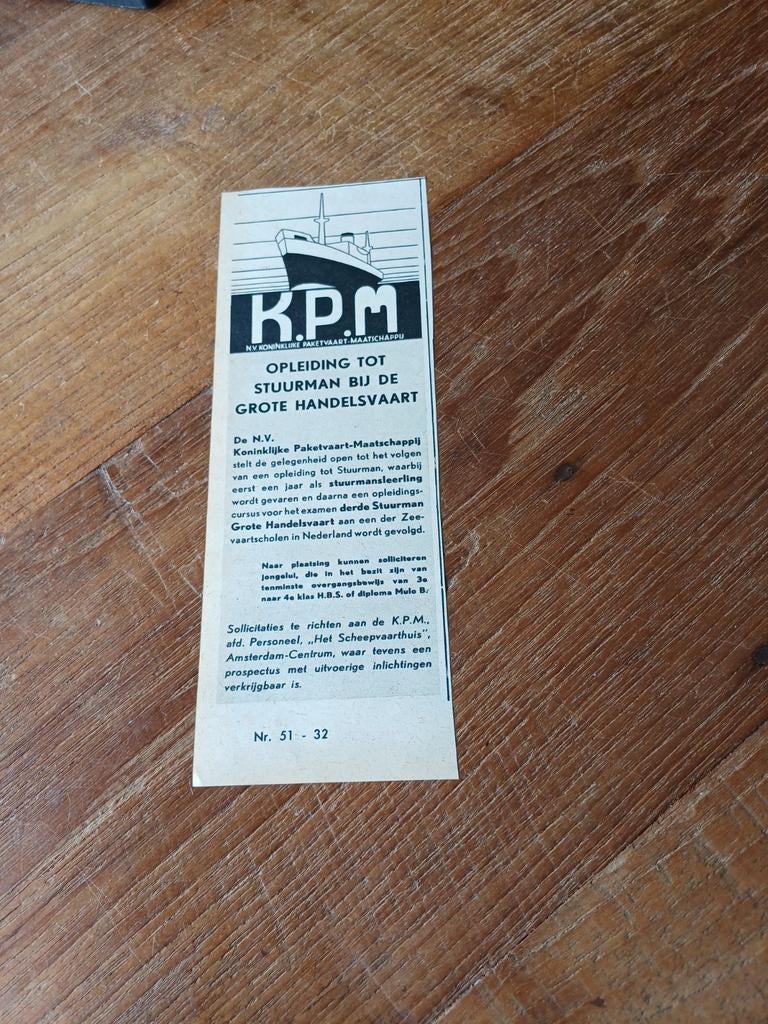 K.P.M
N.V. KONINKLIJKE PAKETVAART-MAATSCHAPPIJ
OPLEIDING TOT
STUURMAN BIJ DE
GROTE HANDELSVAART
De N.V.
Koninklijke Paketvaart-Maatschappij
stelt de gelegenheid open tot het volgen
van een opleiding tot Stuurman, waarbij
eerst een jaar als stuurmansleerling
wordt gevaren en daarna een opleidings-
cursus voor het examen derde Stuurman
Grote Handelsvaart aan een der Zee-
vaartscholen in Nederland wordt gevolgd.
Naar plaatsing kunnen solliciteren
jongelui, die in het bezit zijn van
tenminste overgangsbewijs van 3e
naar 4e klas H.B.S. of diploma Mulo B.
Sollicitaties te richten aan de K.P.M.,
afd. Personeel, „Het Scheepvaarthuis",
Amsterdam-Centrum, waar tevens een
prospectus met uitvoerige inlichtingen
verkrijgbaar is.
Nr. 51 - 32